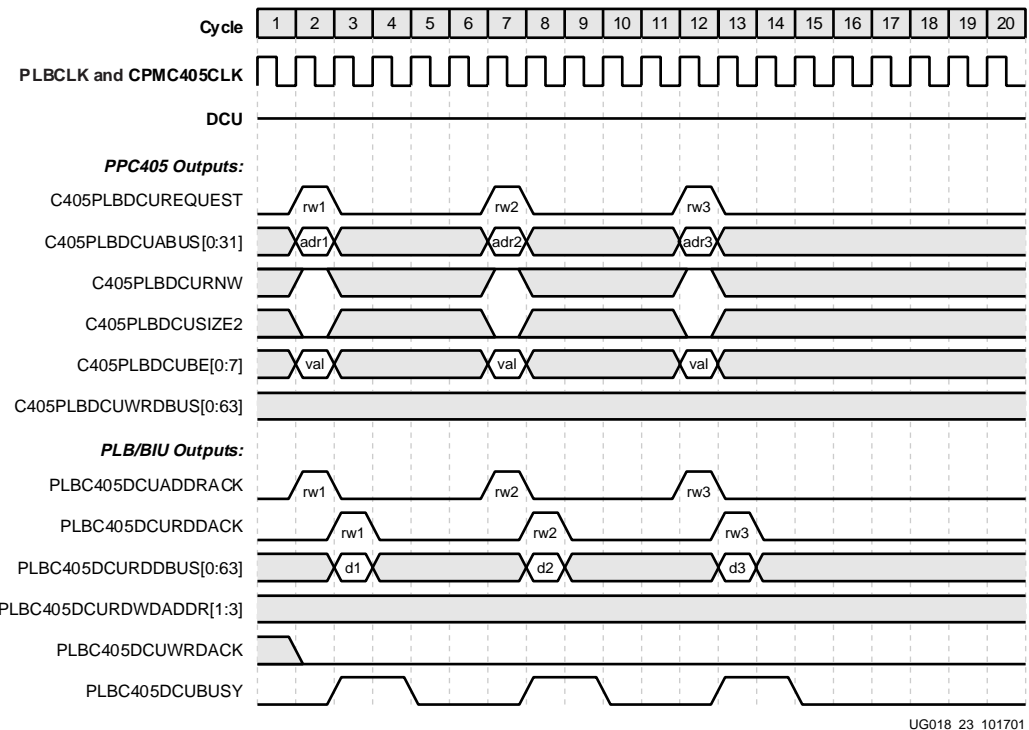 Cycle 1 2 3 4 5 6 7 8 9 10 11 12 13 14 15 16 17 18 19 20
PLBCLK and CPMC405CLK
DCU
PPC405 Outputs:
C405PLBDCUREQUEST rw1 rw2 rw3
C405PLBDCUABUS[0:31] adr1 adr2 adr3
C405PLBDCURNW
C405PLBDCUSIZE2
C405PLBDCUBE[0:7] val val val
C405PLBDCUWRDBUS[0:63]
PLB/BIU Outputs:
PLBC405DCUADDRACK rw1 rw2 rw3
PLBC405DCURDDACK rw1 rw2 rw3
PLBC405DCURDDBUS[0:63] d1 d2 d3
PLBC405DCURDWDADDR[1:3]
PLBC405DCUWRDACK
PLBC405DCUBUSY
UG018_23_101701